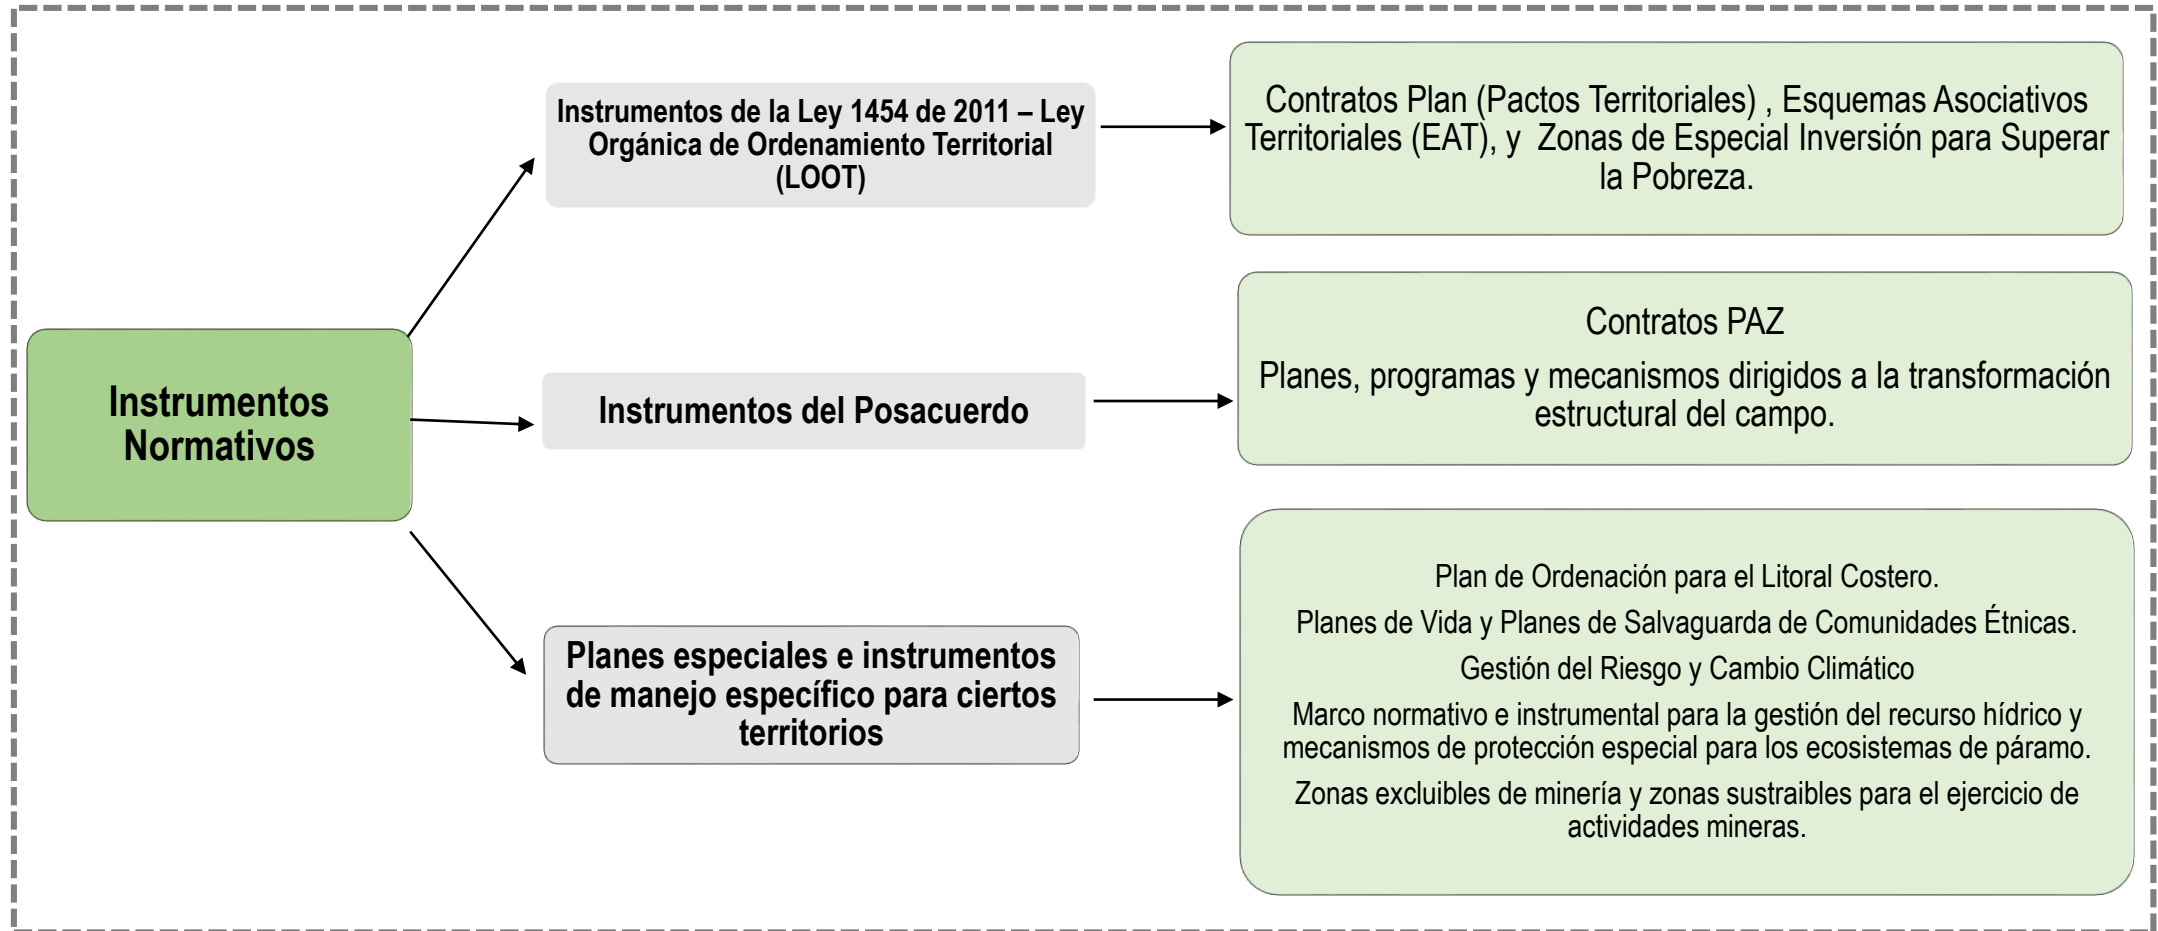 Instrumentos
Normativos
Instrumentos de la Ley 1454 de 2011 – Ley
Orgánica de Ordenamiento Territorial
(LOOT)
Contratos Plan (Pactos Territoriales) , Esquemas Asociativos
Territoriales (EAT), y Zonas de Especial Inversión para Superar
la Pobreza.
Instrumentos del Posacuerdo
Contratos PAZ
Planes, programas y mecanismos dirigidos a la transformación
estructural del campo.
Planes especiales e instrumentos
de manejo específico para ciertos
territorios
Plan de Ordenación para el Litoral Costero.
Planes de Vida y Planes de Salvaguarda de Comunidades Étnicas.
Gestión del Riesgo y Cambio Climático
Marco normativo e instrumental para la gestión del recurso hídrico y
mecanismos de protección especial para los ecosistemas de páramo.
Zonas excluibles de minería y zonas sustraibles para el ejercicio de
actividades mineras.